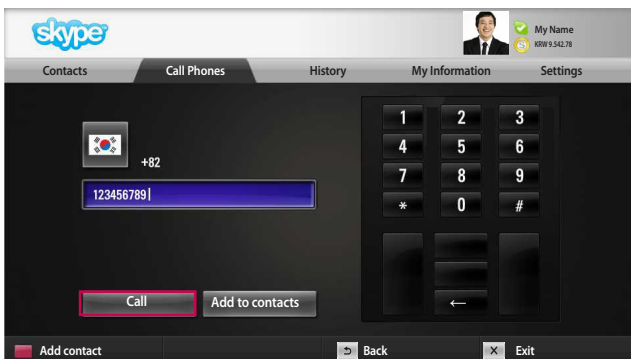 skype
My Name
KRW 9.542.78
Contacts Call Phones History My Information Settings
+82
123456789
1 2 3
4 5 6
7 8 9
* 0 #
Call Add to contacts ←
Add contact Back X Exit